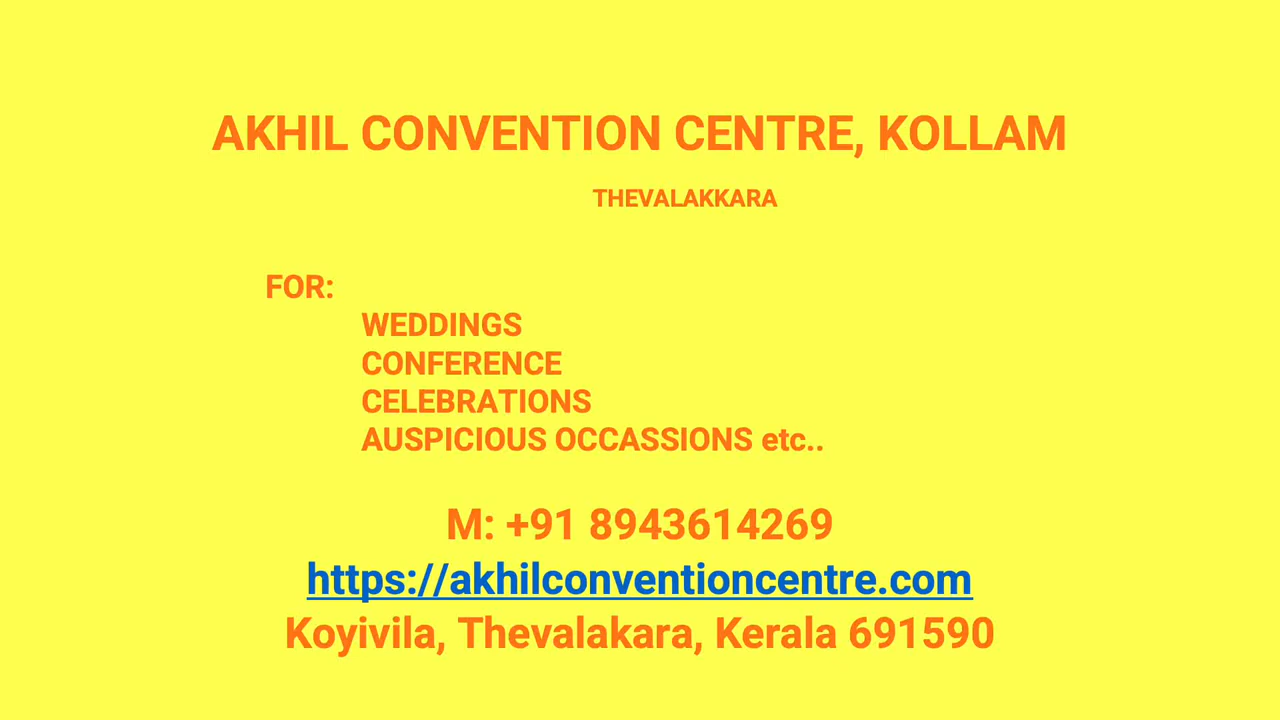 AKHIL CONVENTION CENTRE, KOLLAM
THEVALAKKARA
FOR:
WEDDINGS
CONFERENCE
CELEBRATIONS
AUSPICIOUS OCCASSIONS etc..
M: +91 8943614269
https://akhilconventioncentre.com
Koyivila, Thevalakara, Kerala 691590